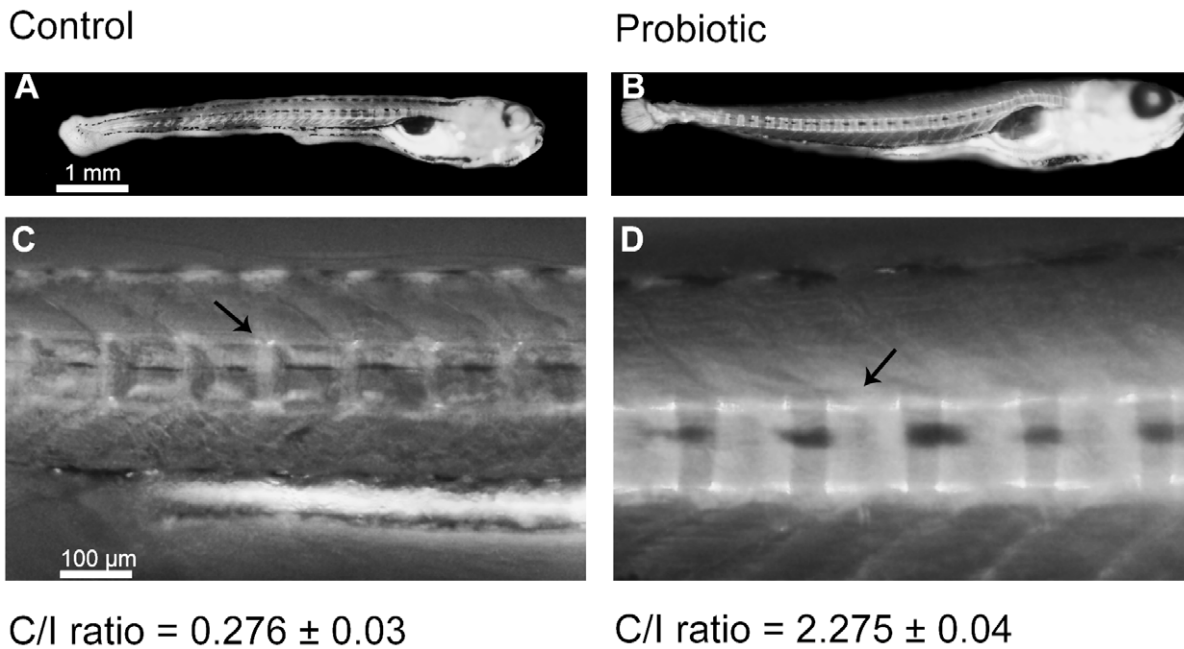 Control
Probiotic
A
B
1 mm
C
D
100 µm
C/I ratio = 0.276 ± 0.03
C/I ratio = 2.275 ± 0.04